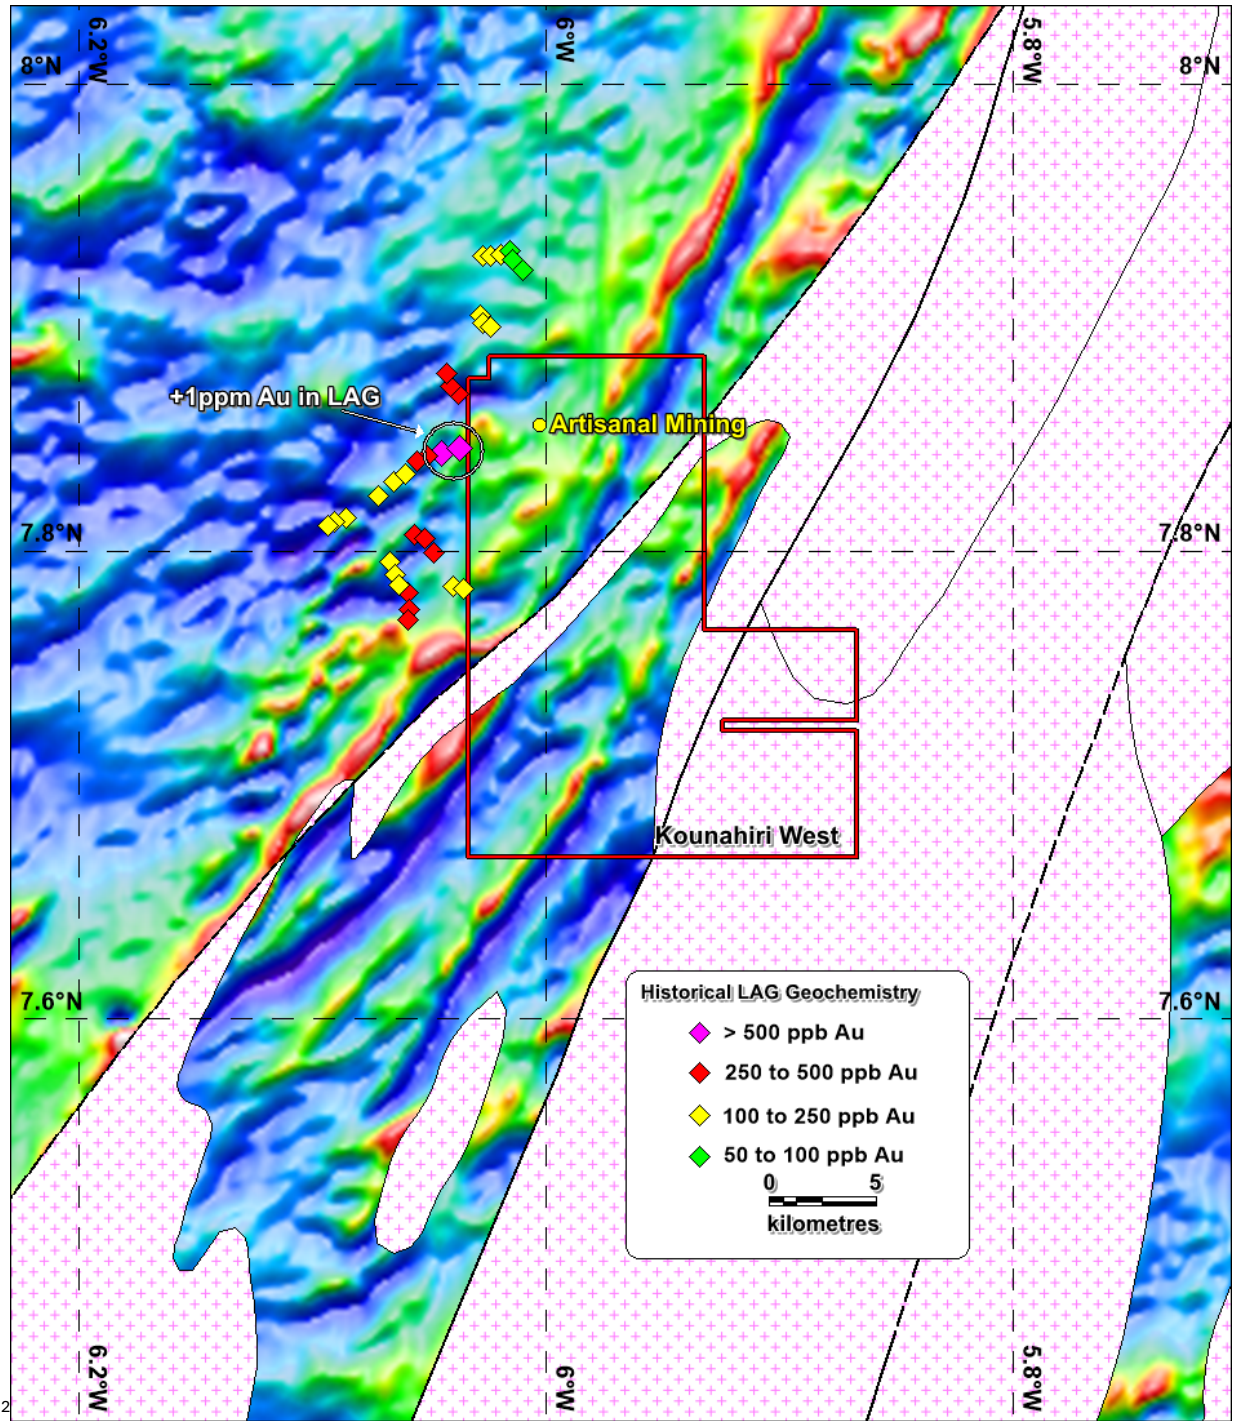 6.2°W
6°W
5.8°W
8°N
8°N
+1ppm Au in LAG
Artisanal Mining
7.8°N
7.8°N
Kounahiri West
7.6°N
7.6°N
Historical LAG Geochemistry
> 500 ppb Au
250 to 500 ppb Au
100 to 250 ppb Au
50 to 100 ppb Au
0 5
kilometres
6.2°W
6°W
5.8°W
2